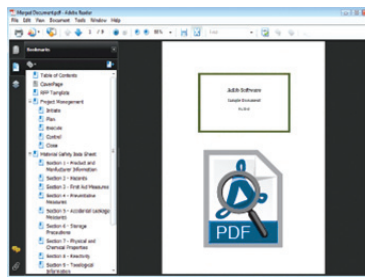 Merged Document.pdf - Adobe Reader
File Edit View Document Tools Window Help
1 / 8
Bookmarks
Table of Contents
CoverPage
RFP Template
Project Management
Initiate
Plan
Execute
Control
Close
Material Safety Data Sheet
Section 1 - Product and
Manufacturer Information
Section 2 - Hazards
Section 3 - First Aid Measures
Section 4 - Preventative
Measures
Section 5 - Accidental Leakage
Measures
Section 6 - Storage
Precautions
Section 7 - Physical and
Chemical Properties
Section 8 - Reactivity
Section 9 - Toxicological
Information
Adlib Software
Sample Document
PDF